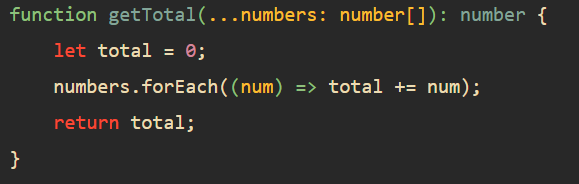 function getTotal(...numbers: number[]): number {
    let total = 0;
    numbers.forEach((num) => total += num);
    return total;
}